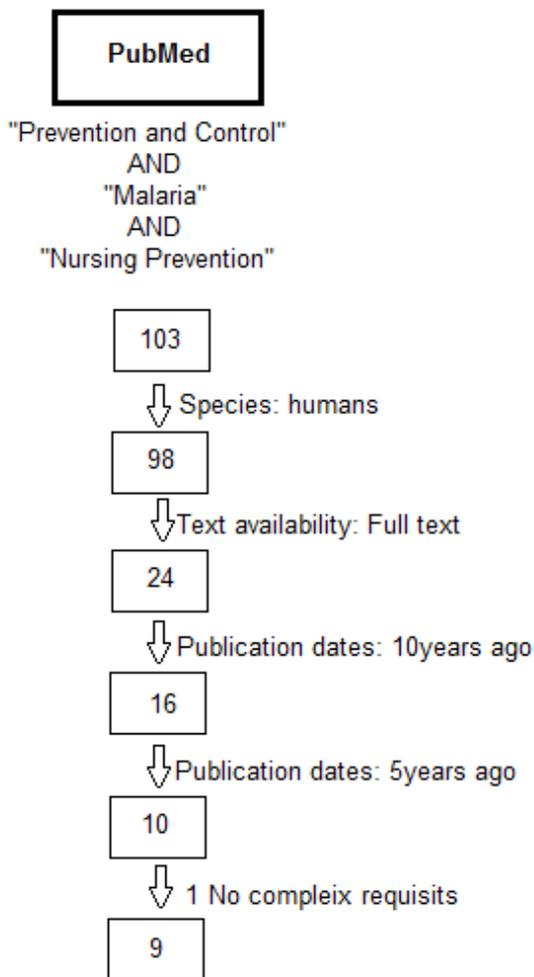 PubMed
"Prevention and Control"
AND
"Malaria"
AND
"Nursing Prevention"
103
Species: humans
98
Text availability: Full text
24
Publication dates: 10years ago
16
Publication dates: 5years ago
10
1 No compleix requisits
9